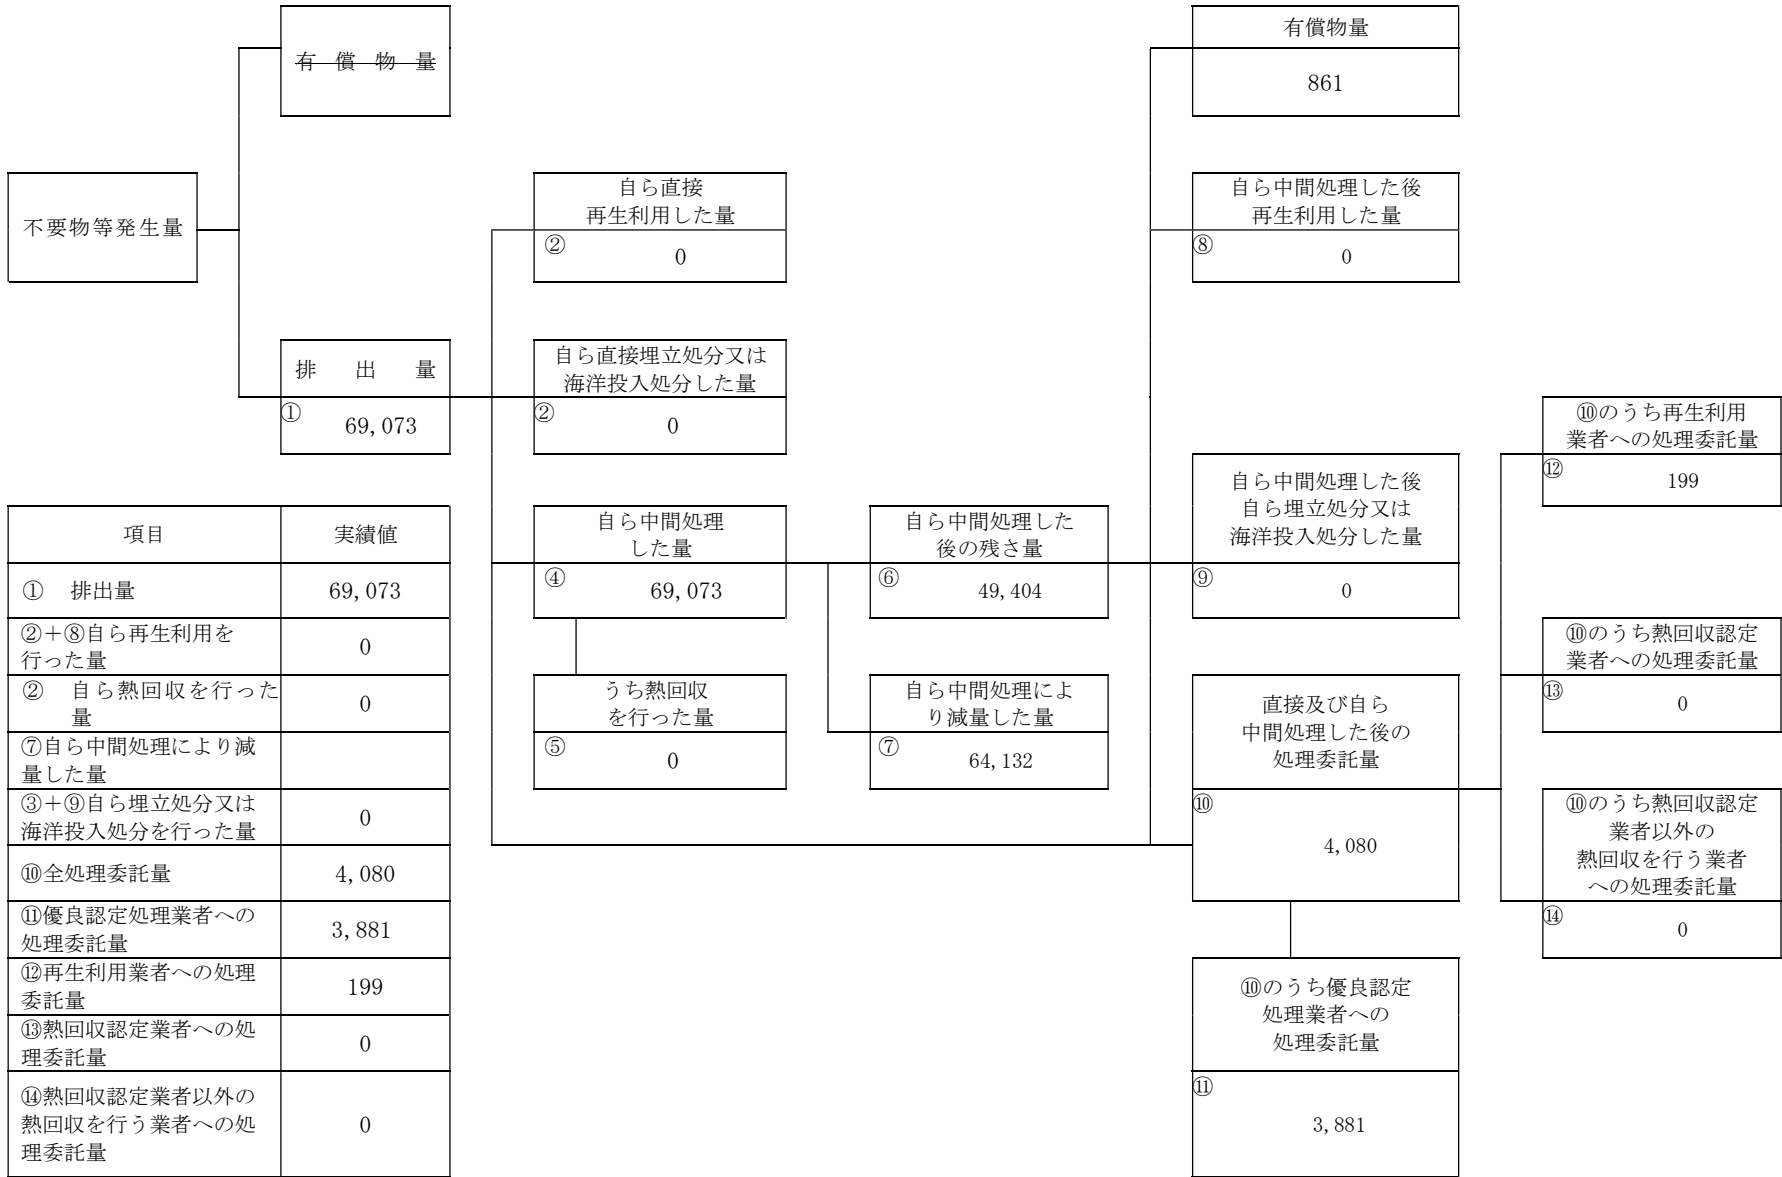 有償物量
有償物量
861
不要物等発生量
自ら直接
再生利用した量
②
0
自ら中間処理した後
再生利用した量
⑧
0
排出量
①
69,073
自ら直接埋立処分又は
海洋投入処分した量
②
0
⑩のうち再生利用
業者への処理委託量
⑫
199
自ら中間処理
した量
④
69,073
自ら中間処理した
後の残さ量
⑥
49,404
自ら中間処理した後
自ら埋立処分又は
海洋投入処分した量
⑨
0
⑩のうち熱回収認定
業者への処理委託量
⑬
0
うち熱回収
を行った量
⑤
0
自ら中間処理によ
り減量した量
⑦
64,132
直接及び自ら
中間処理した後の
処理委託量
⑩
4,080
⑩のうち熱回収認定
業者以外の
熱回収を行う業者
への処理委託量
⑭
0
⑩のうち優良認定
処理業者への
処理委託量
⑪
3,881
項目 実績値
① 排出量 69,073
②+⑧自ら再生利用を
行った量
0
② 自ら熱回収を行った
量
0
⑦自ら中間処理により減
量した量
③+⑨自ら埋立処分又は
海洋投入処分を行った量
0
⑩全処理委託量 4,080
⑪優良認定処理業者への
処理委託量
3,881
⑫再生利用業者への処理
委託量
199
⑬熱回収認定業者への処
理委託量
0
⑭熱回収認定業者以外の
熱回収を行う業者への処
理委託量
0